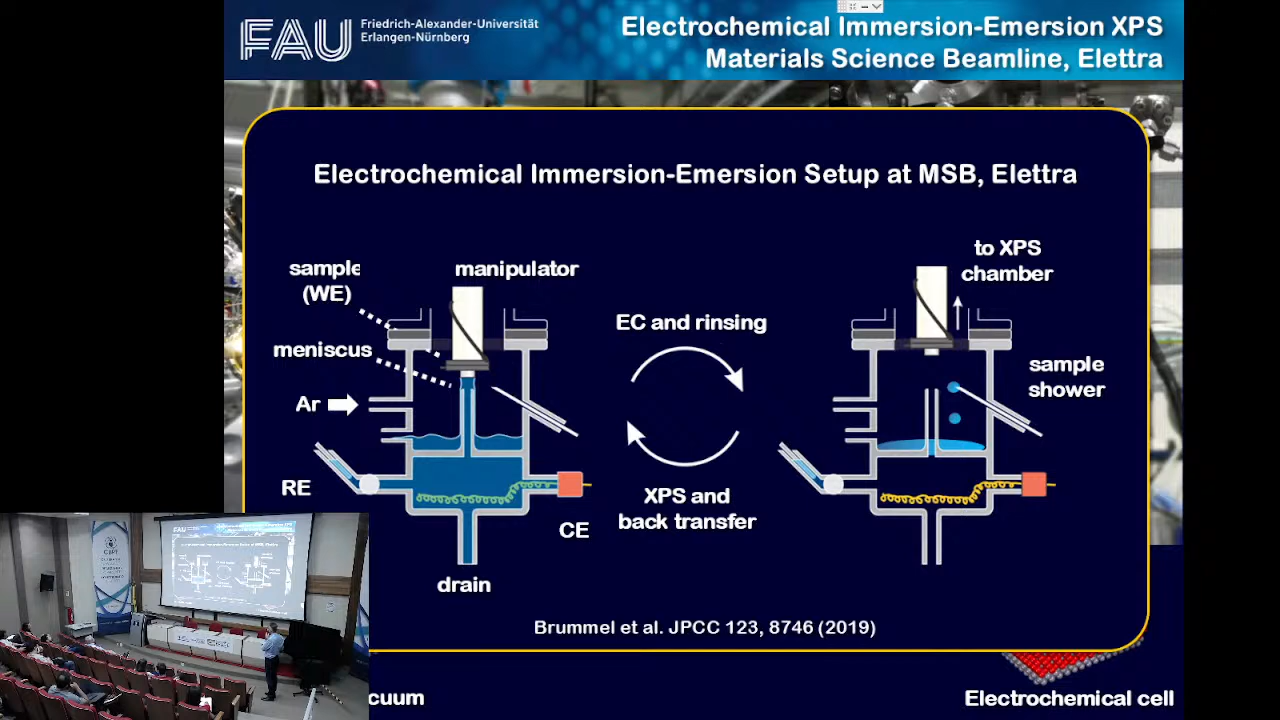 FAU
Friedrich-Alexander-Universität
Erlangen-Nürnberg
Electrochemical Immersion-Emersion XPS
Materials Science Beamline, Elettra
Electrochemical Immersion-Emersion Setup at MSB, Elettra
sample
(WE)
manipulator
to XPS
chamber
EC and rinsing
meniscus
sample
shower
Ar
RE
XPS and
back transfer
CE
drain
Brummel et al. JPCC 123, 8746 (2019)
cuum
Electrochemical cell